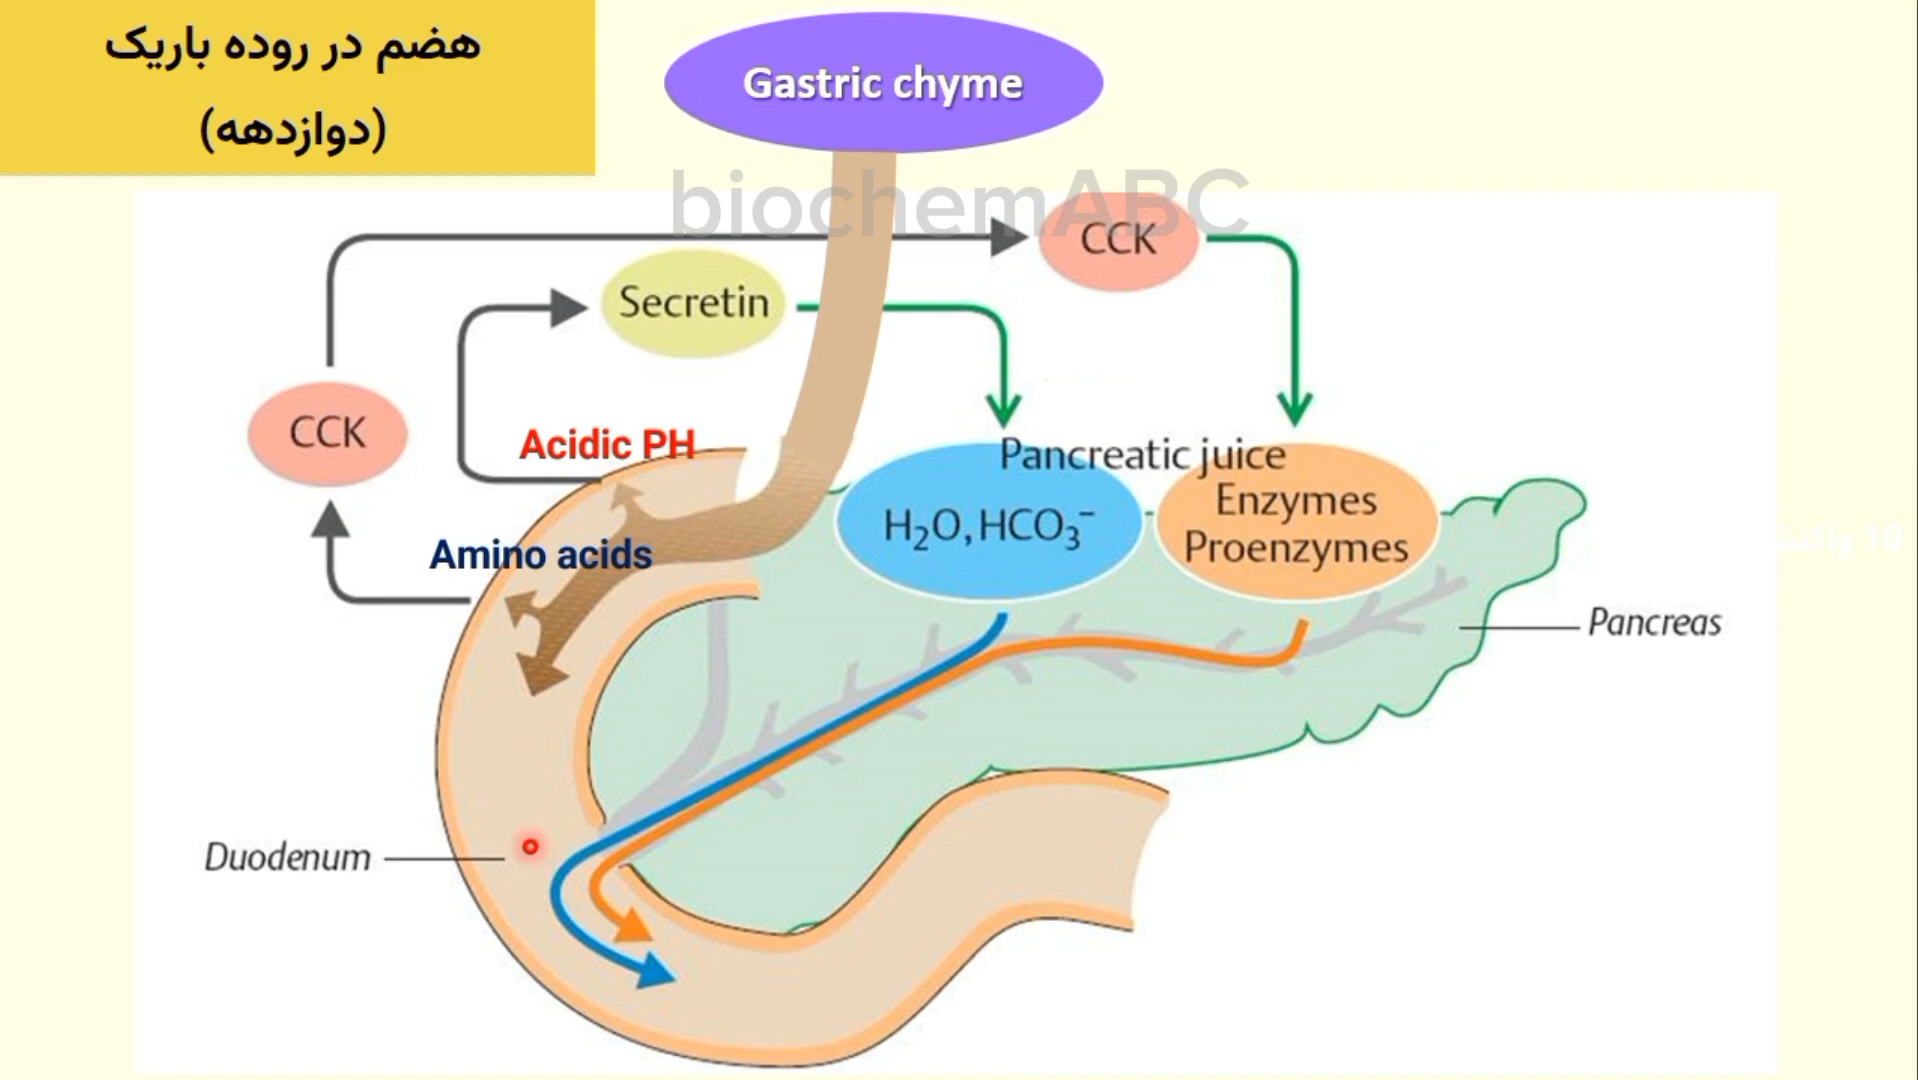 هضم در روده باریک
(دوازدهه)
Gastric chyme
biochemABC
CCK
Secretin
CCK
Acidic PH
Pancreatic juice
Enzymes
Proenzymes
H₂O, HCO₃⁻
Amino acids
10
Pancreas
Duodenum